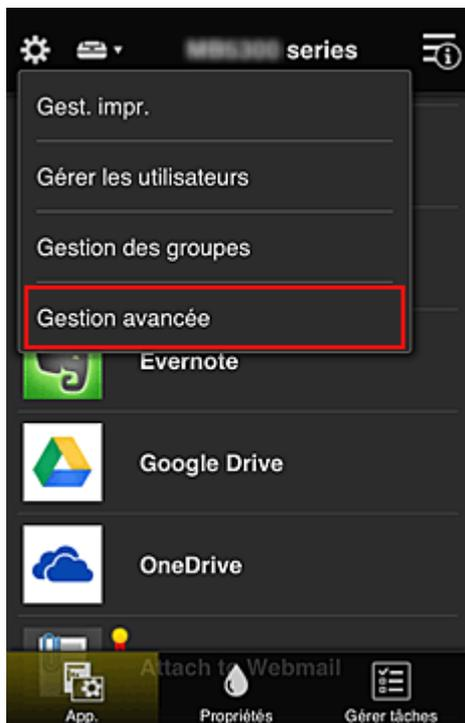 series
Gest. impr.
Gérer les utilisateurs
Gestion des groupes
Gestion avancée
Evernote
Google Drive
OneDrive
Attach to Webmail
App.
Propriétés
Gérer tâches